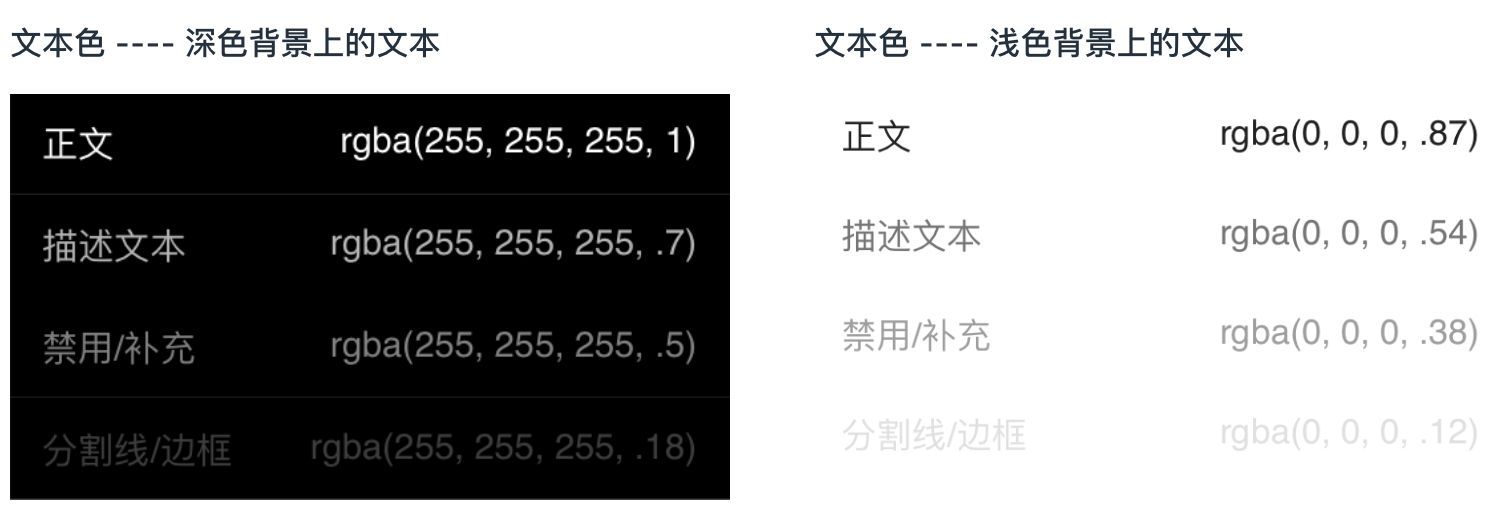 文本色 ---- 深色背景上的文本
正文 rgba(255, 255, 255, 1)
描述文本 rgba(255, 255, 255, .7)
禁用/补充 rgba(255, 255, 255, .5)
分割线/边框 rgba(255, 255, 255, .18)
文本色 ---- 浅色背景上的文本
正文 rgba(0, 0, 0, .87)
描述文本 rgba(0, 0, 0, .54)
禁用/补充 rgba(0, 0, 0, .38)
分割线/边框 rgba(0, 0, 0, .12)